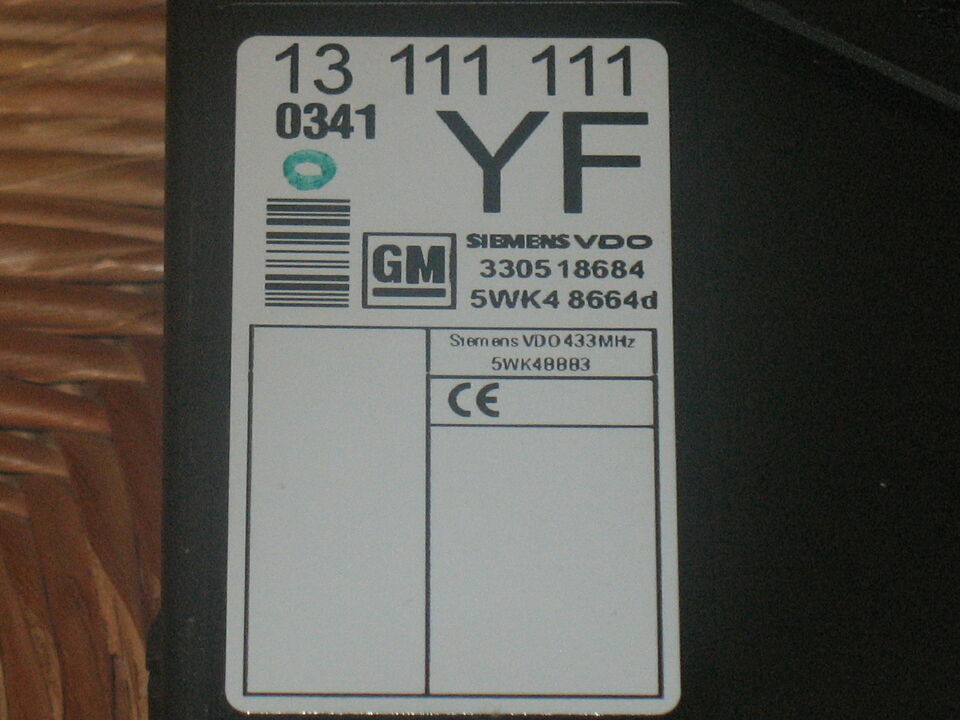 13 111 111
0341
YF
GM
SIEMENS VDO
330518684
5WK4 8664d
Siemens VDO 433MHz
5WK48883
CE